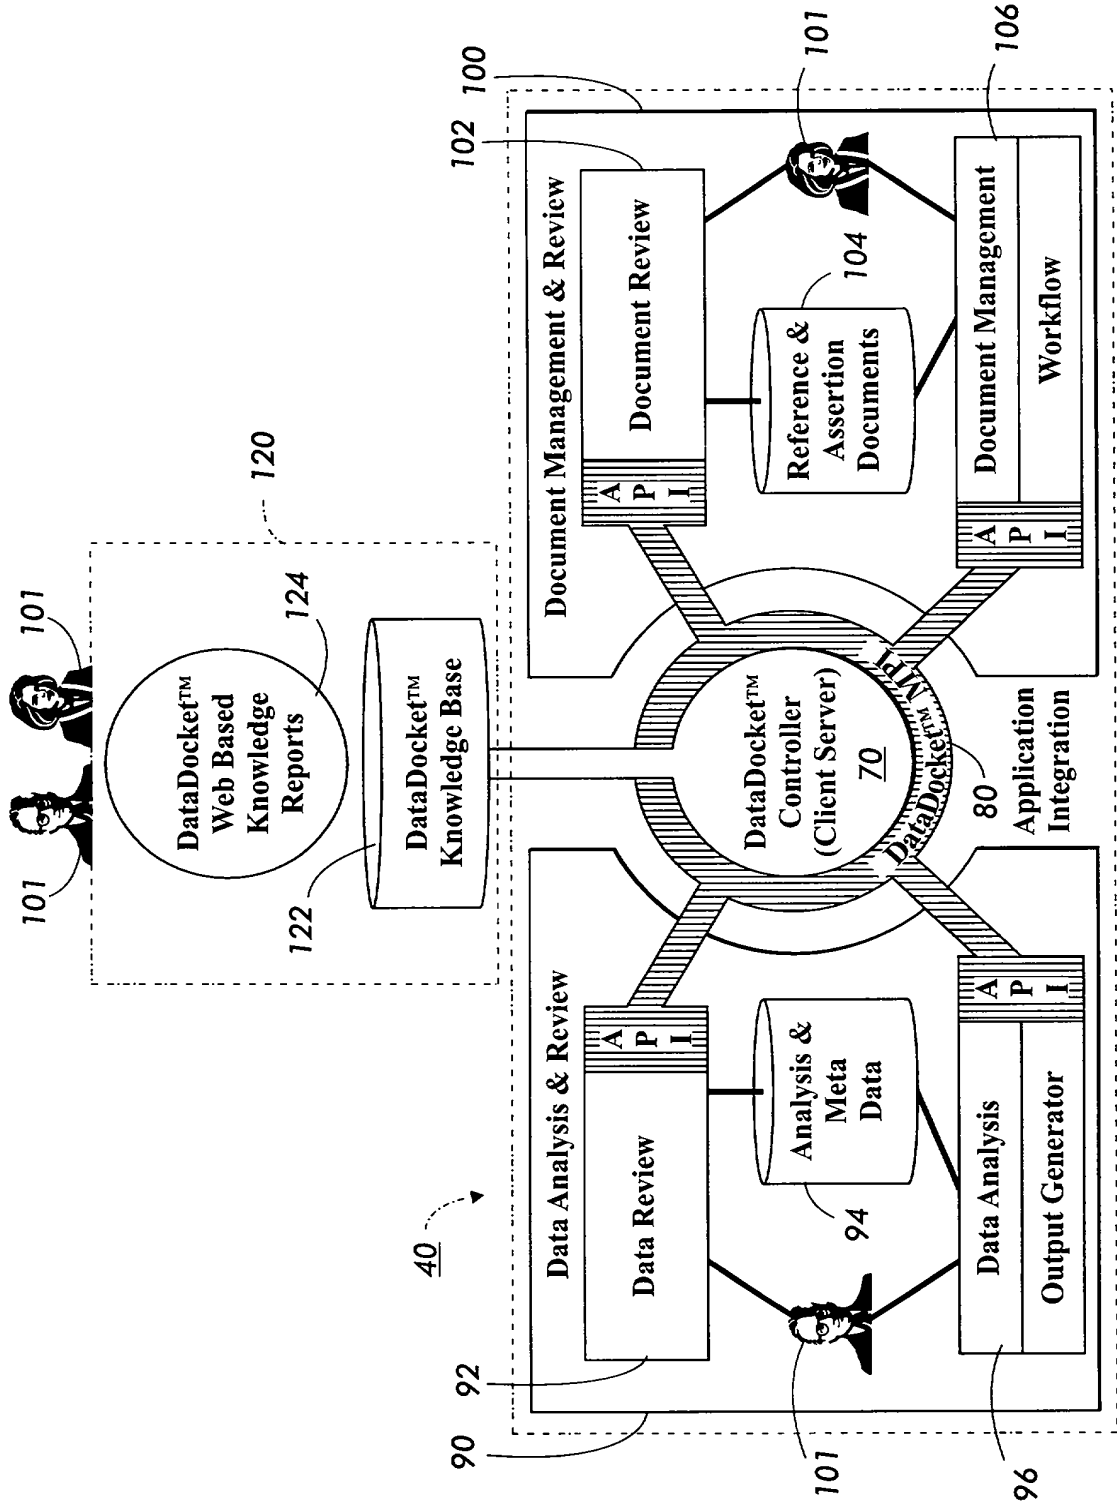 101
101
120
DataDocket™
Web Based
Knowledge
Reports
124
122
DataDocket™
Knowledge Base
40
90
92
100
102
Data Analysis & Review
Data Review
A
P
I
Document Management & Review
A
P
I
Document Review
101
94
Analysis &
Meta
Data
DataDocket™
Controller
(Client Server)
70
DataDocket™ MPI
80
Application
Integration
Reference &
Assertion
Documents
104
101
96
Data Analysis
Output Generator
A
P
I
A
P
I
Document Management
Workflow
106